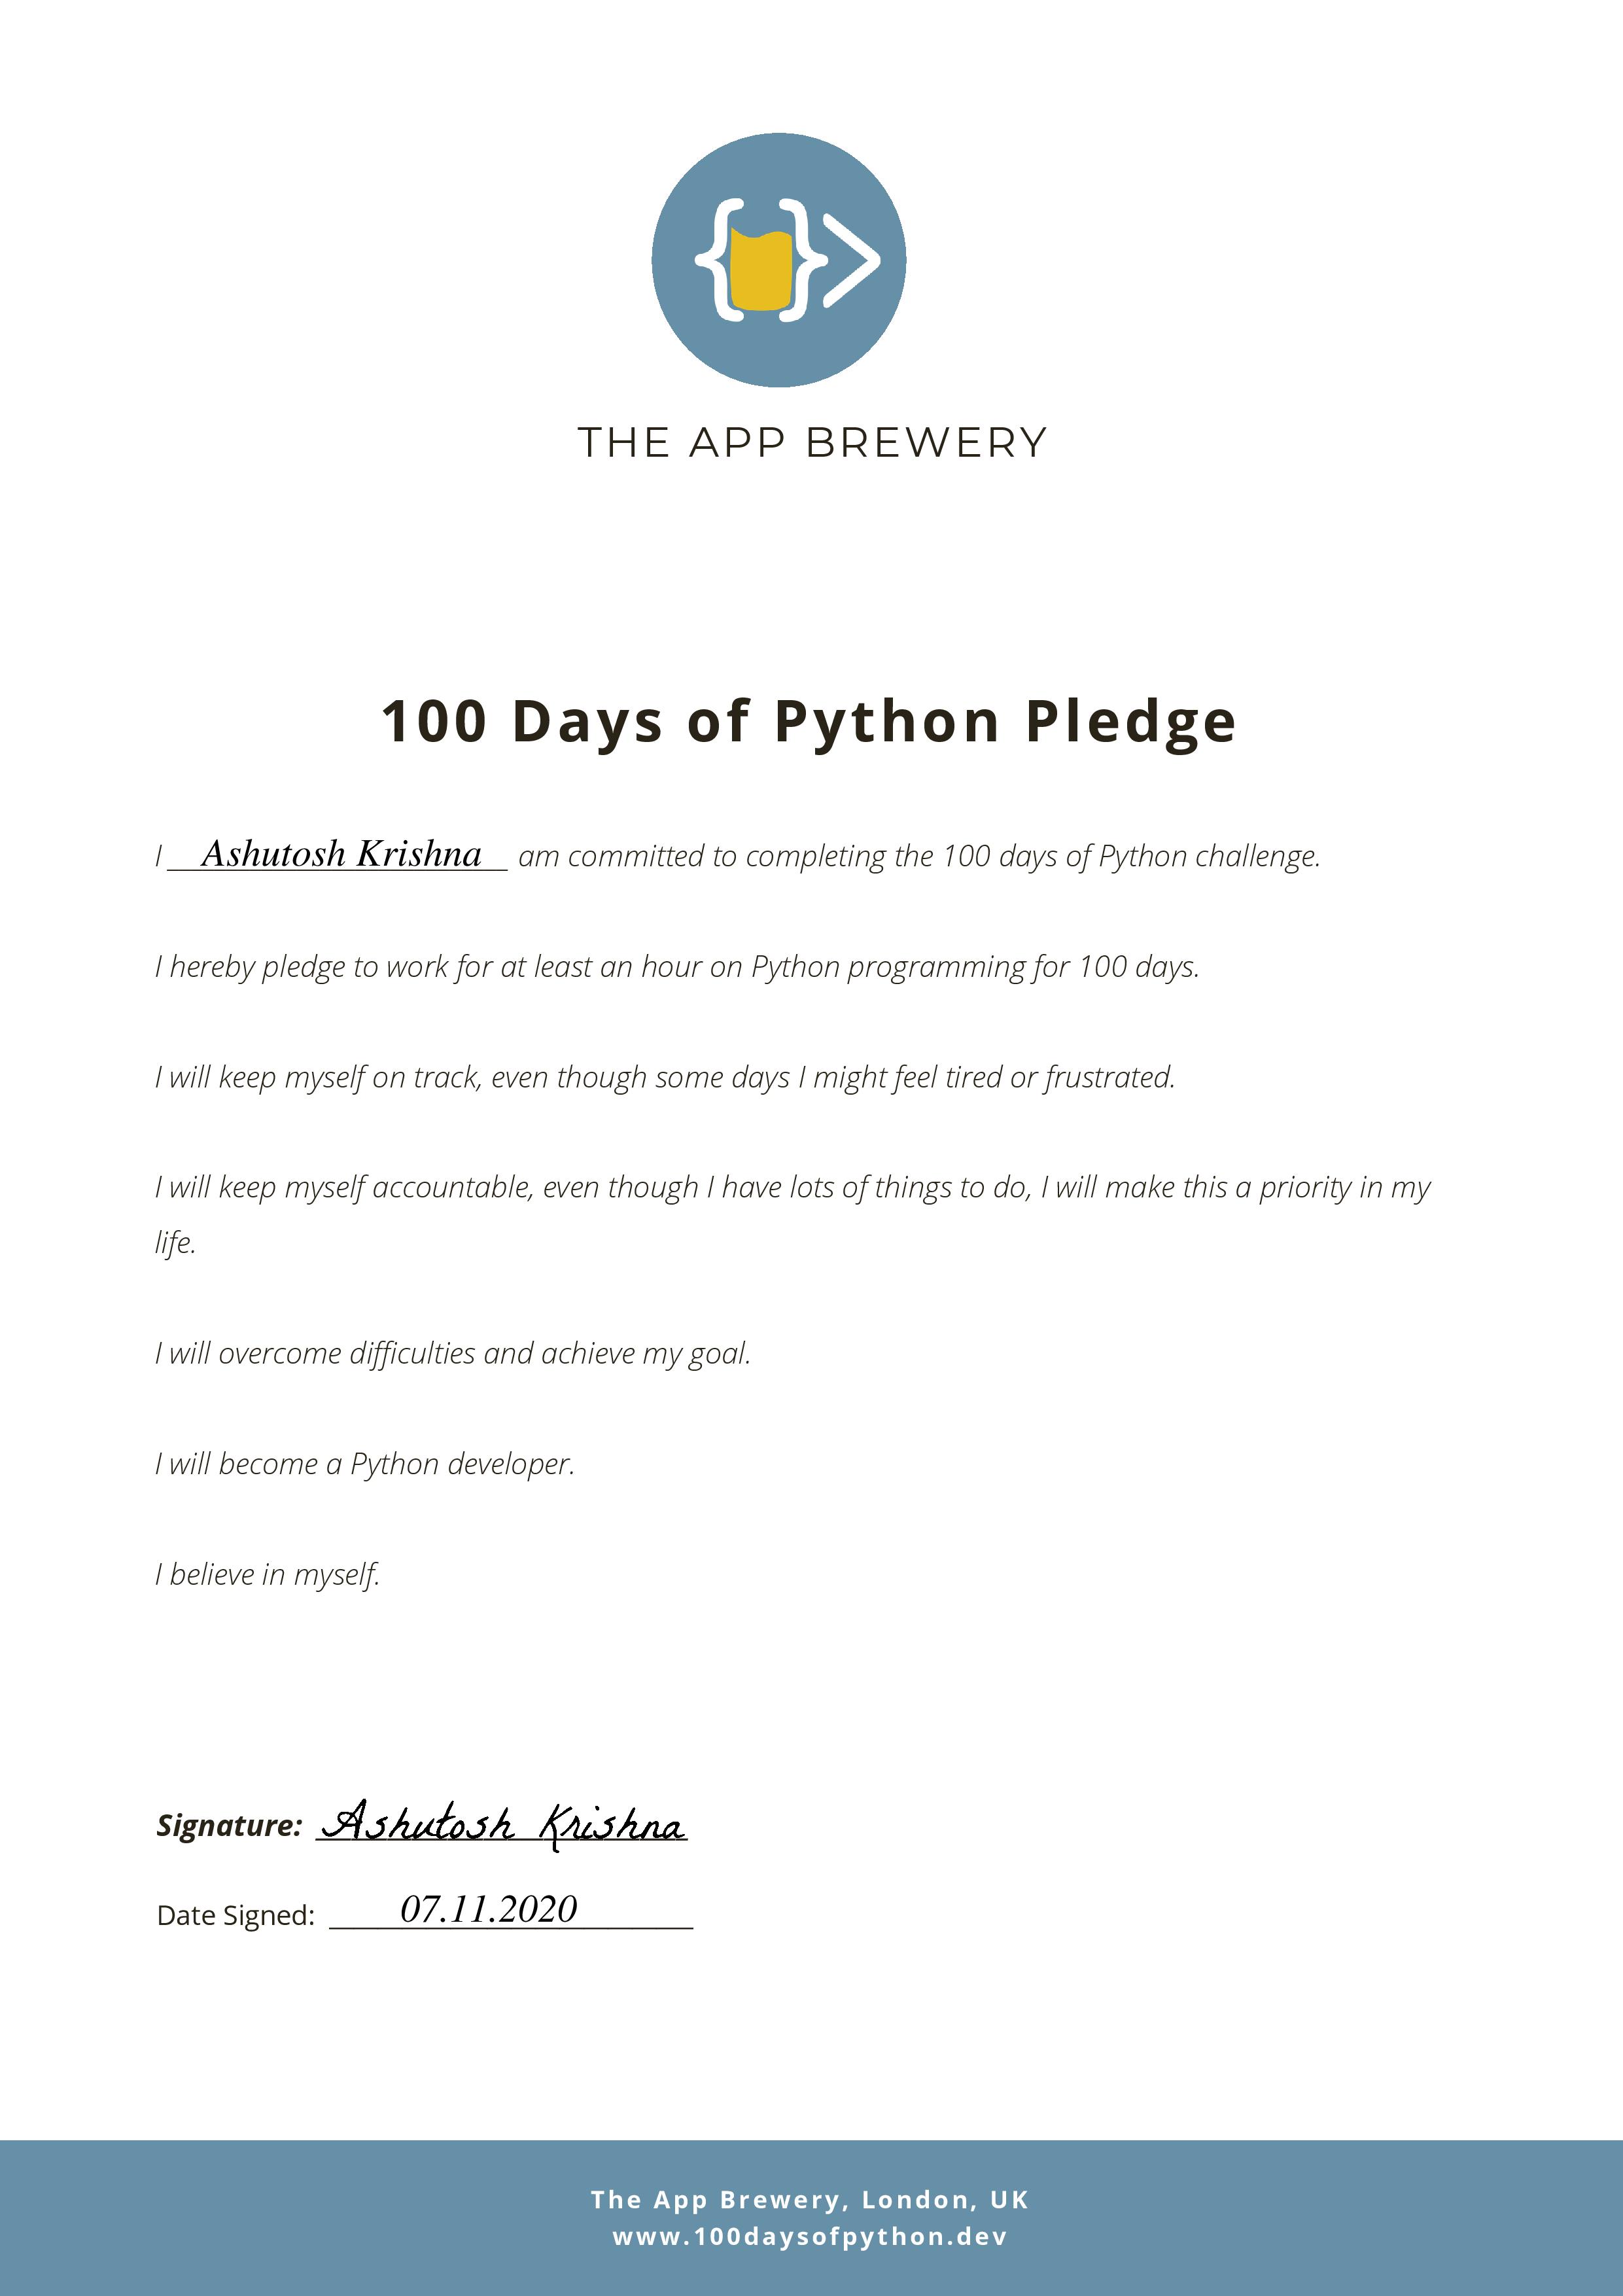 THE APP BREWERY
100 Days of Python Pledge
I Ashutosh Krishna am committed to completing the 100 days of Python challenge.
I hereby pledge to work for at least an hour on Python programming for 100 days.
I will keep myself on track, even though some days I might feel tired or frustrated.
I will keep myself accountable, even though I have lots of things to do, I will make this a priority in my
life.
I will overcome difficulties and achieve my goal.
I will become a Python developer.
I believe in myself.
Signature: Ashutosh Krishna
Date Signed: 07.11.2020
The App Brewery, London, UK
www.100daysofpython.dev